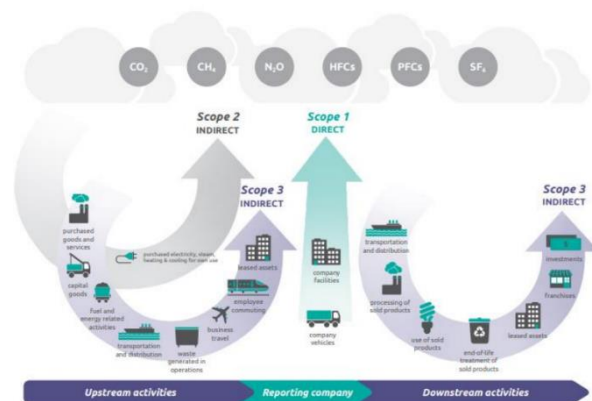 CO₂
CH₄
N₂O
HFCs
PFCs
SF₆
Scope 2
INDIRECT
Scope 1
DIRECT
Scope 3
INDIRECT
Scope 3
INDIRECT
purchased
goods and
services
capital
goods
fuel and
energy related
activities
transportation
and distribution
waste
generated in
operations
business
travel
employee
commuting
leased assets
purchased electricity, steam,
heating & cooling for own use
company
facilities
company
vehicles
transportation
and distribution
processing of
sold products
use of sold
products
end-of-life
treatment of
sold products
leased assets
franchises
investments
Upstream activities
Reporting company
Downstream activities